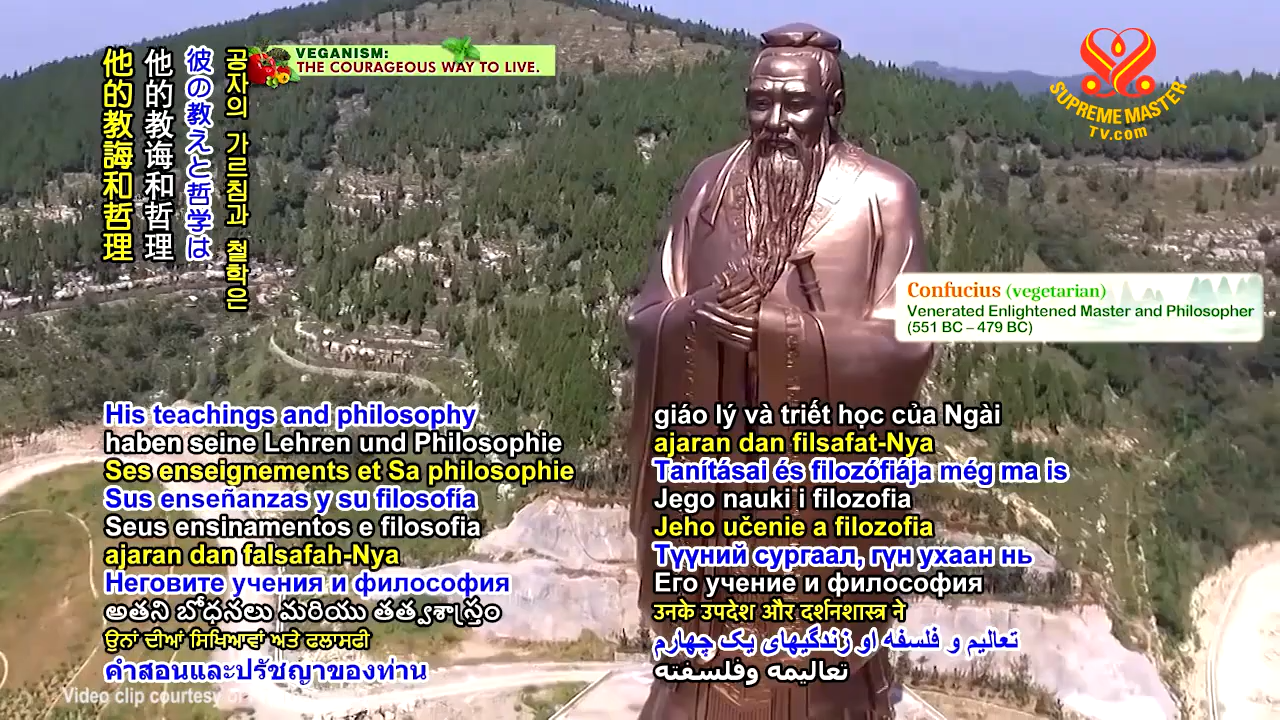 VEGANISM:
THE COURAGEOUS WAY TO LIVE.
SUPREME MASTER
TV.com
他的教誨和哲理
他的教诲和哲理
彼の教えと哲学は
공자의 가르침과 철학은
Confucius (vegetarian)
Venerated Enlightened Master and Philosopher
(551 BC – 479 BC)
His teachings and philosophy
haben seine Lehren und Philosophie
Ses enseignements et Sa philosophie
Sus enseñanzas y su filosofía
Seus ensinamentos e filosofia
ajaran dan falsafah-Nya
Неговите учения и философия
అతని బోధనలు మరియు తత్వశాస్త్రం
ਉਨਾਂ ਦੀਆਂ ਸਿਖਿਆਵਾਂ ਅਤੇ ਫਲਾਸਫੀ
คำสอนและปรัชญาของท่าน
giáo lý và triết học của Ngài
ajaran dan filsafat-Nya
Tanításai és filozófiája még ma is
Jego nauki i filozofia
Jeho učenie a filozofia
Түүний сургаал, гүн ухаан нь
Его учение и философия
उनके उपदेश और दर्शनशास्त्र ने
تعالیم و فلسفه او زندگیهای یک چهارم
تعاليمه وفلسفته
Video clip courtesy of